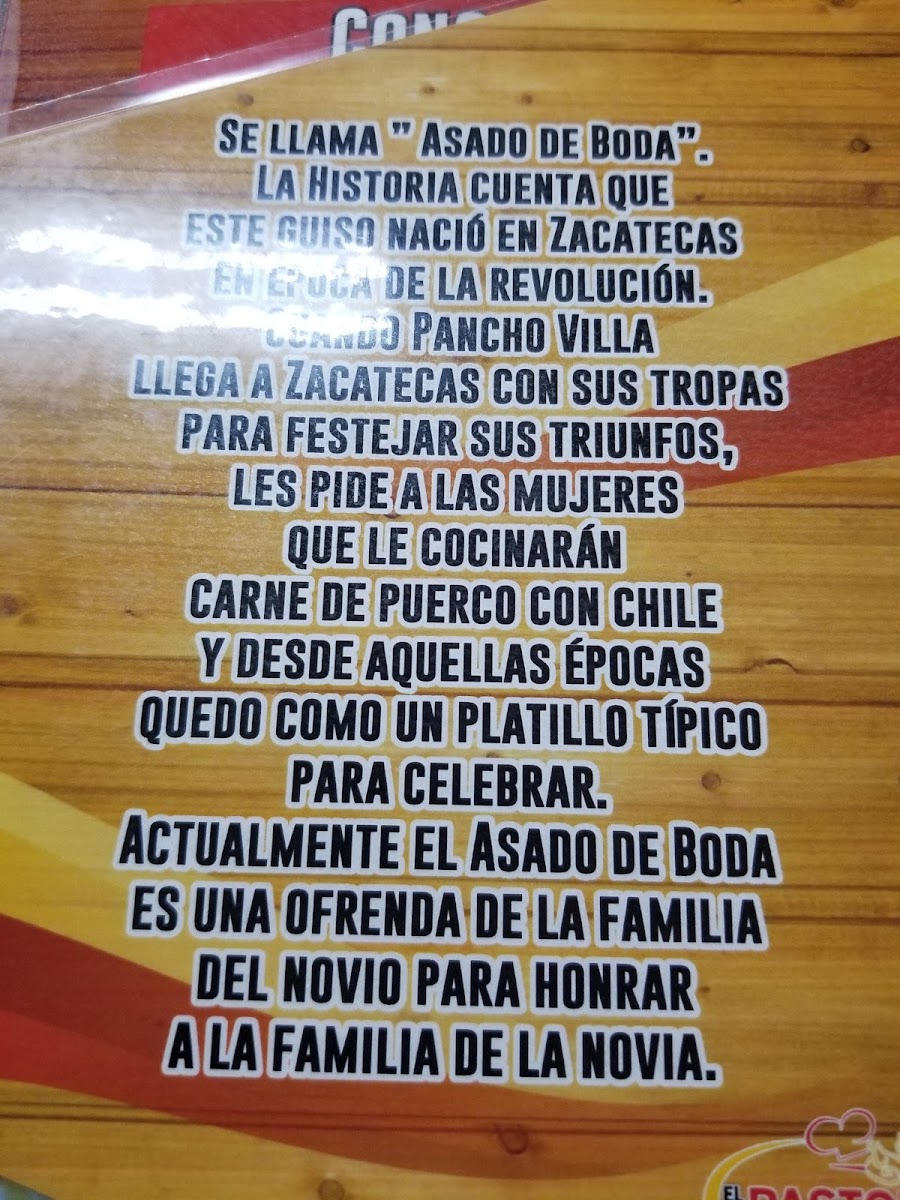 CONO
SE LLAMA " ASADO DE BODA".
LA HISTORIA CUENTA QUE
ESTE GUISO NACIÓ EN ZACATECAS
EN ÉPOCA DE LA REVOLUCIÓN.
CUANDO PANCHO VILLA
LLEGA A ZACATECAS CON SUS TROPAS
PARA FESTEJAR SUS TRIUNFOS,
LES PIDE A LAS MUJERES
QUE LE COCINARÁN
CARNE DE PUERCO CON CHILE
Y DESDE AQUELLAS ÉPOCAS
QUEDO COMO UN PLATILLO TÍPICO
PARA CELEBRAR.
ACTUALMENTE EL ASADO DE BODA
ES UNA OFRENDA DE LA FAMILIA
DEL NOVIO PARA HONRAR
A LA FAMILIA DE LA NOVIA.
EL